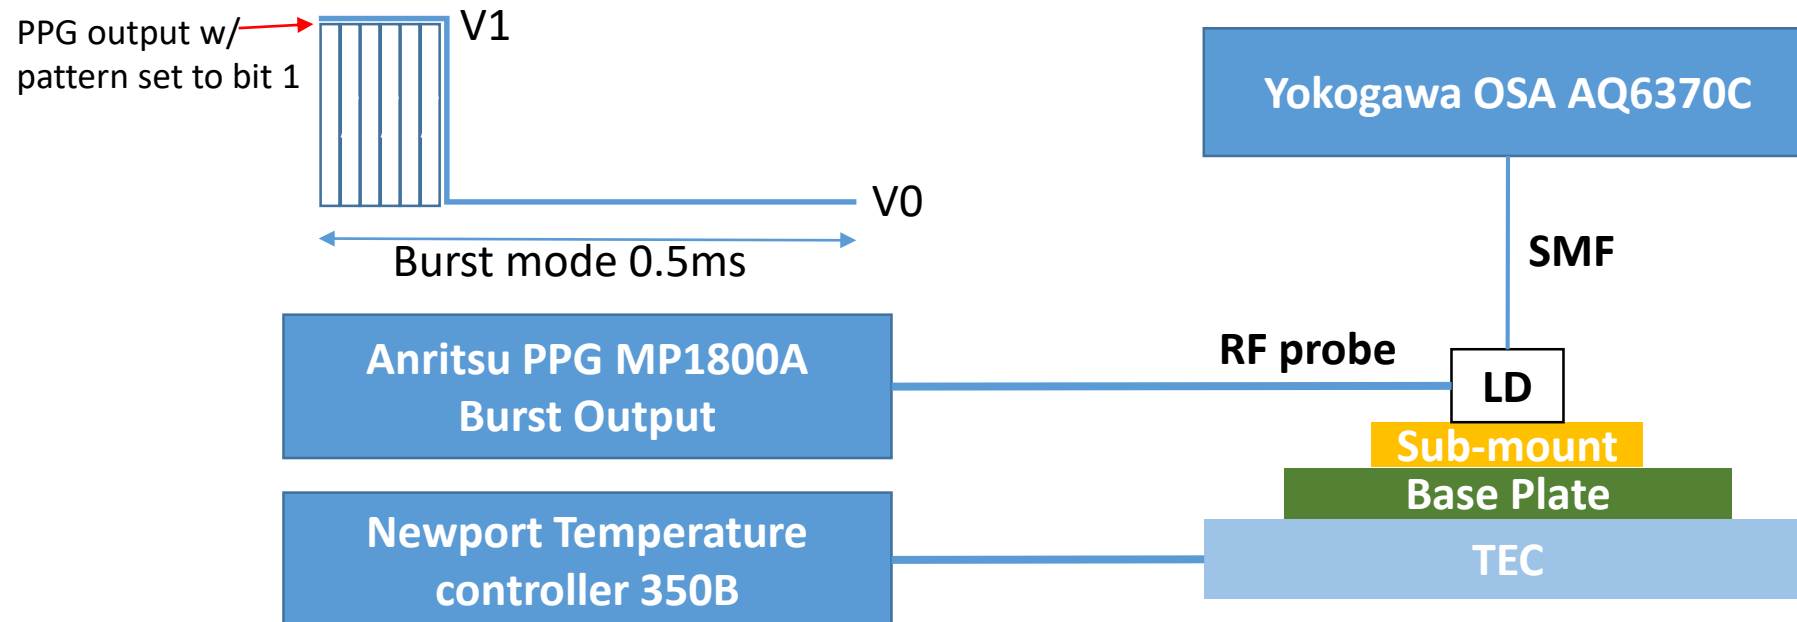 PPG output w/
pattern set to bit 1
V1
V0
Burst mode 0.5ms
Yokogawa OSA AQ6370C
SMF
Anritsu PPG MP1800A
Burst Output
RF probe
LD
Sub-mount
Base Plate
TEC
Newport Temperature
controller 350B